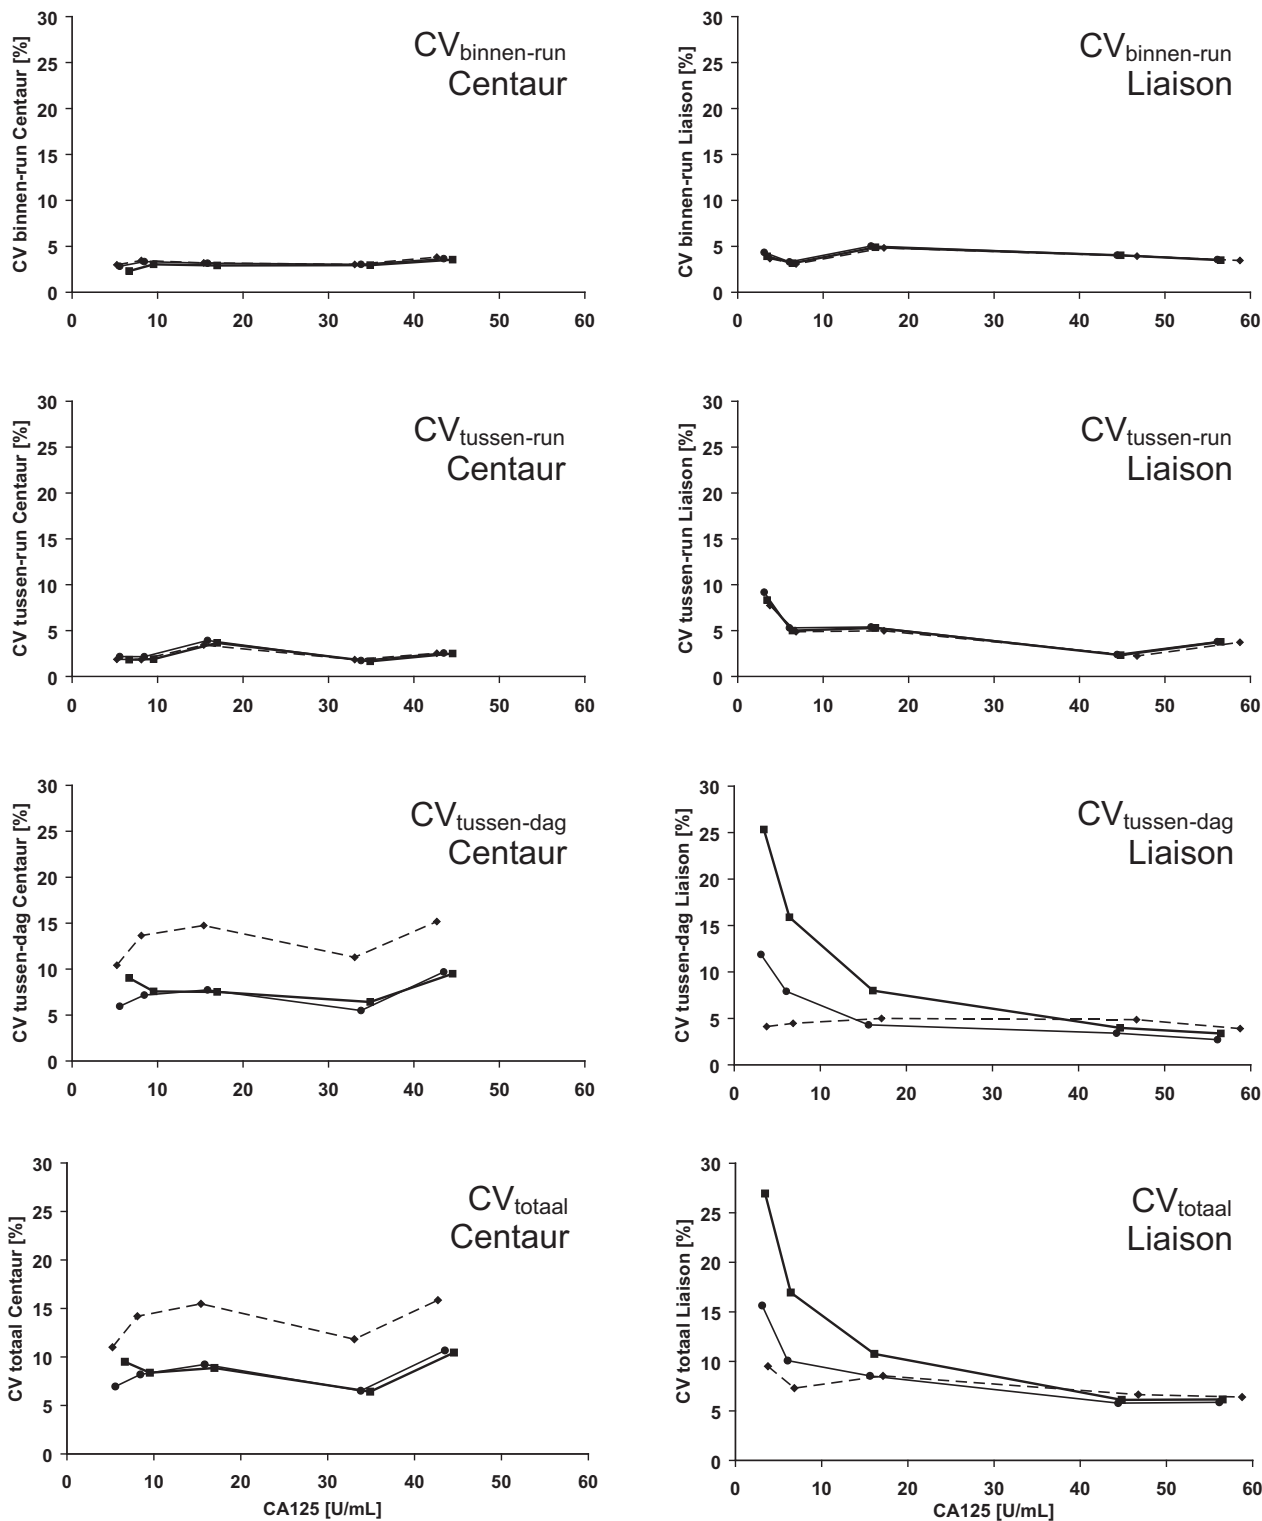 CV binnen-run Centaur [%]
30
25
20
15
10
5
0
0 10 20 30 40 50 60
CVbinnen-run
Centaur
CV binnen-run Liaison [%]
30
25
20
15
10
5
0
0 10 20 30 40 50 60
CVbinnen-run
Liaison
CV tussen-run Centaur [%]
30
25
20
15
10
5
0
0 10 20 30 40 50 60
CVtussen-run
Centaur
CV tussen-run Liaison [%]
30
25
20
15
10
5
0
0 10 20 30 40 50 60
CVtussen-run
Liaison
CV tussen-dag Centaur [%]
30
25
20
15
10
5
0
0 10 20 30 40 50 60
CVtussen-dag
Centaur
CV tussen-dag Liaison [%]
30
25
20
15
10
5
0
0 10 20 30 40 50 60
CVtussen-dag
Liaison
CV totaal Centaur [%]
30
25
20
15
10
5
0
0 10 20 30 40 50 60
CVtotaal
Centaur
CA125 [U/mL]
CV totaal Liaison [%]
30
25
20
15
10
5
0
0 10 20 30 40 50 60
CVtotaal
Liaison
CA125 [U/mL]